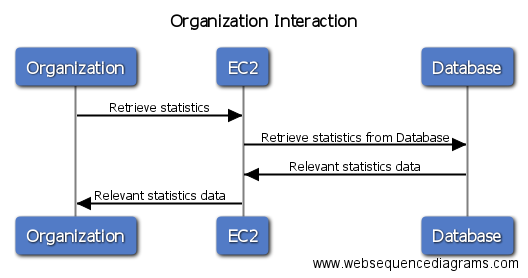 Organization Interaction
Organization
EC2
Database
Retrieve statistics
Retrieve statistics from Database
Relevant statistics data
Relevant statistics data
Organization
EC2
Database
www.websequencediagrams.com